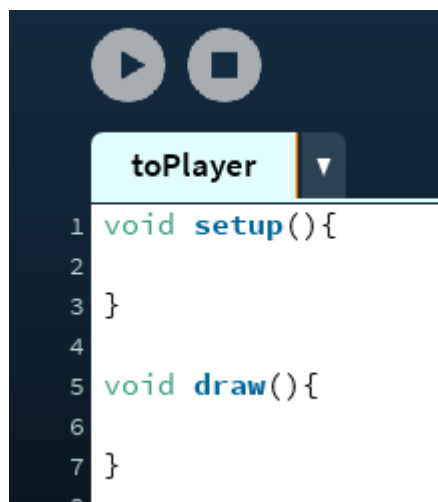 toPlayer
1 void setup(){
2
3 }
4
5 void draw(){
6
7 }